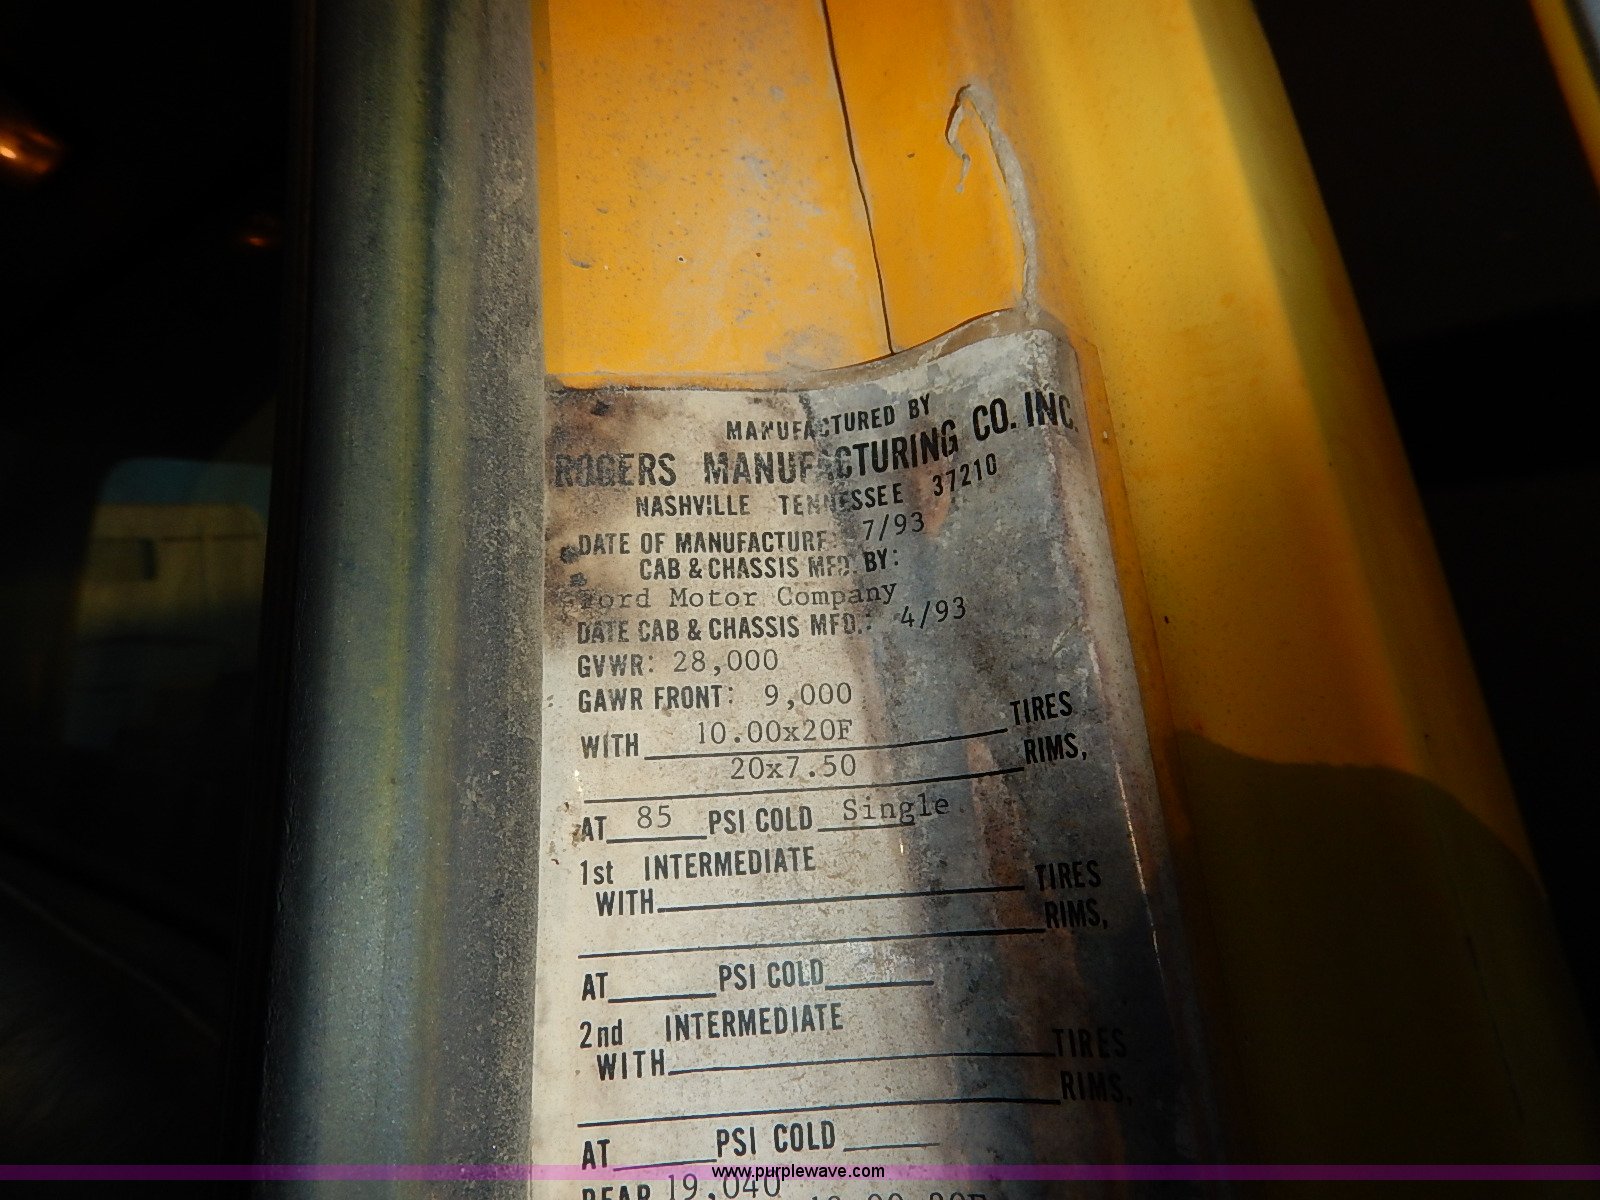 MANUFACTURED BY
ROGERS MANUFACTURING CO. INC.
NASHVILLE TENNESSEE 37210
DATE OF MANUFACTURE: 7/93
CAB & CHASSIS MFD. BY:
Ford Motor Company
DATE CAB & CHASSIS MFD.: 4/93
GVWR: 28,000
GAWR FRONT: 9,000
WITH 10.00x20F TIRES
20x7.50 RIMS,
AT 85 PSI COLD Single
1st INTERMEDIATE
WITH TIRES
RIMS,
AT PSI COLD
2nd INTERMEDIATE
WITH TIRES
RIMS,
AT PSI COLD
www.purplewave.com
REAR 19,040